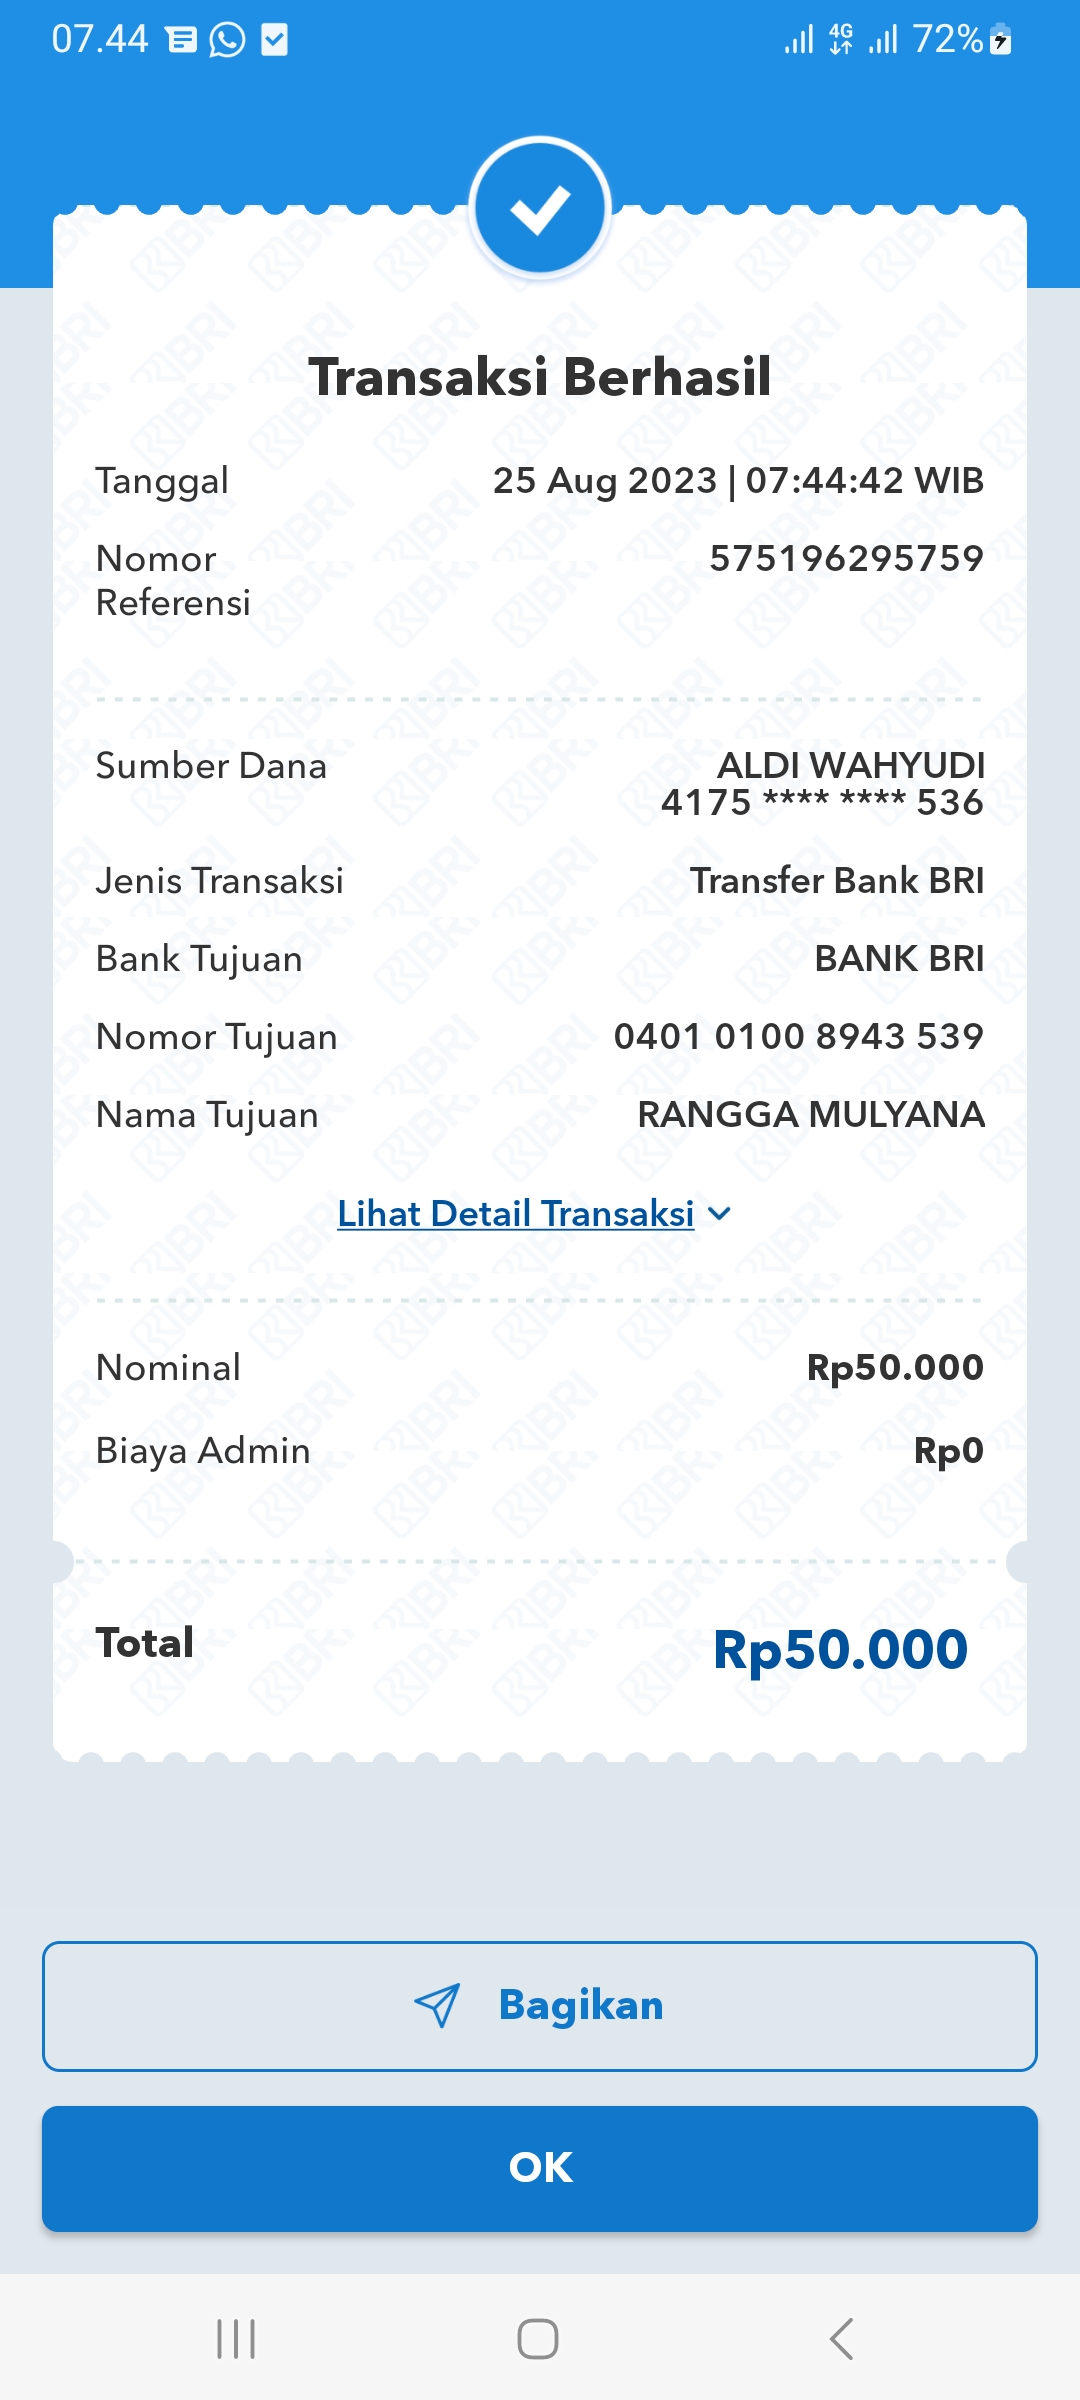 07.44
4G
72%
Transaksi Berhasil
Tanggal 25 Aug 2023 | 07:44:42 WIB
Nomor Referensi 575196295759
Sumber Dana ALDI WAHYUDI
4175 **** **** 536
Jenis Transaksi Transfer Bank BRI
Bank Tujuan BANK BRI
Nomor Tujuan 0401 0100 8943 539
Nama Tujuan RANGGA MULYANA
Lihat Detail Transaksi
Nominal Rp50.000
Biaya Admin Rp0
Total Rp50.000
Bagikan
OK